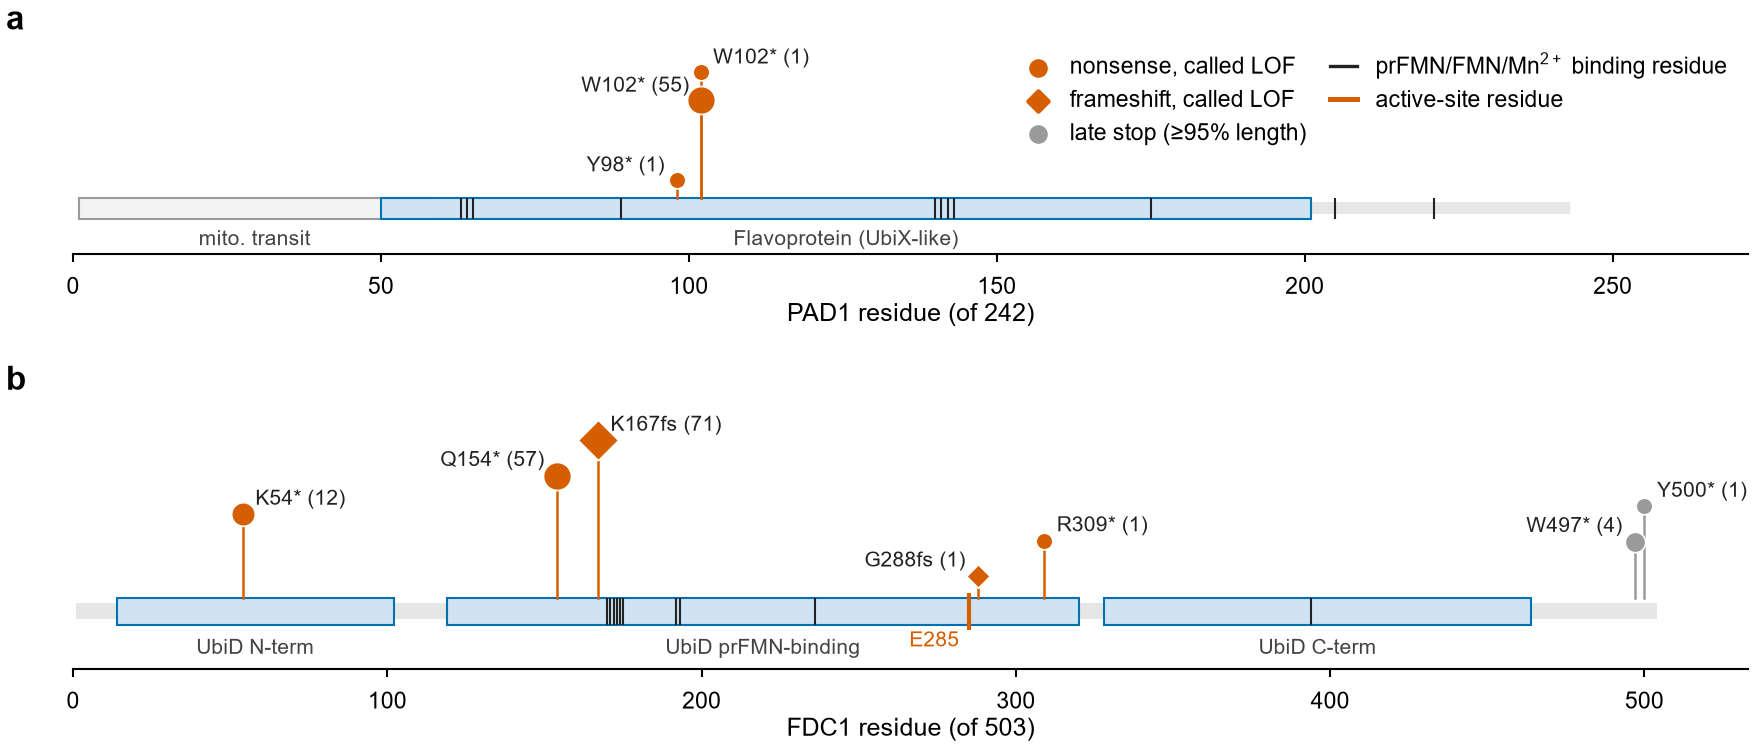 a
W102* (1)
W102* (55)
Y98* (1)
nonsense, called LOF
frameshift, called LOF
late stop (≥95% length)
prFMN/FMN/Mn²⁺ binding residue
active-site residue
mito. transit
Flavoprotein (UbiX-like)
0 50 100 150 200 250
PAD1 residue (of 242)
b
K167fs (71)
Q154* (57)
K54* (12)
Y500* (1)
R309* (1)
W497* (4)
G288fs (1)
E285
UbiD N-term
UbiD prFMN-binding
UbiD C-term
0 100 200 300 400 500
FDC1 residue (of 503)